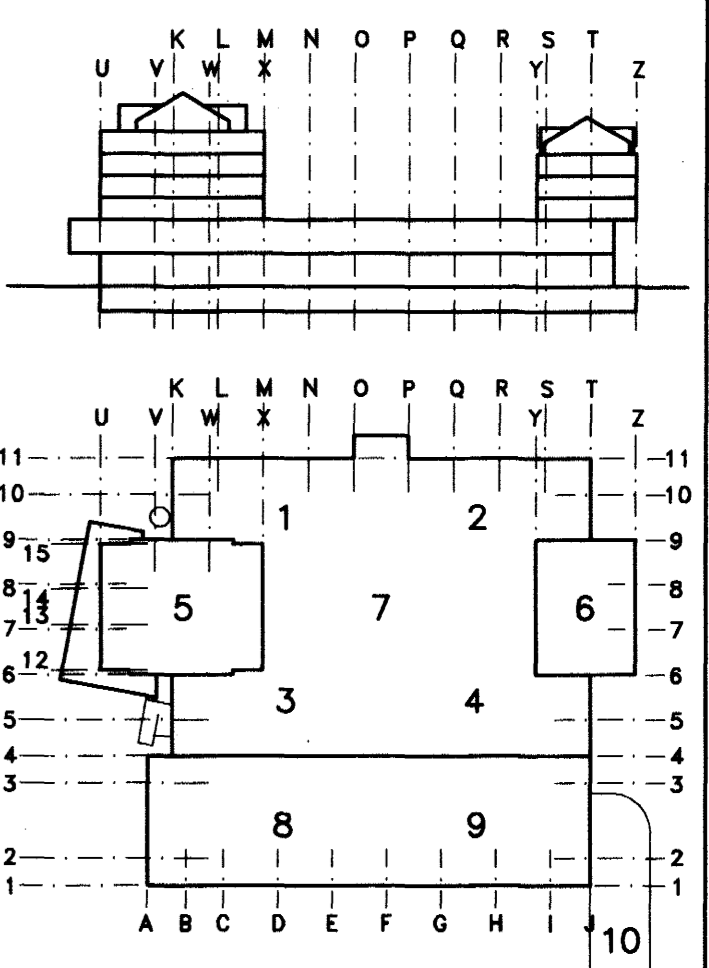 K L M N O P Q R S T
U V W X Y Z
K L M N O P Q R S T
U V W X Y Z
11 11
10 1 2 10
9 9
15
8 8
14
5 7 6
13
7 7
12
6 6
3 4
5 5
4 4
3 3
8 9
2 2
1 1
A B C D E F G H I J
10